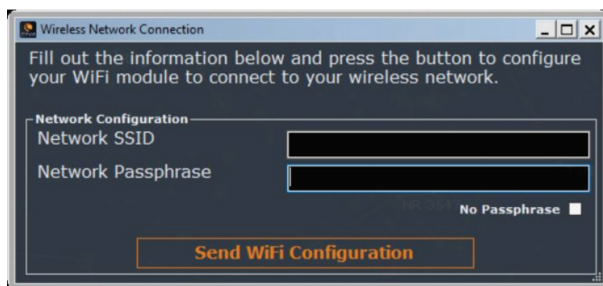 Wireless Network Connection
Fill out the information below and press the button to configure
your WiFi module to connect to your wireless network.
Network Configuration
Network SSID
Network Passphrase
No Passphrase
Send WiFi Configuration